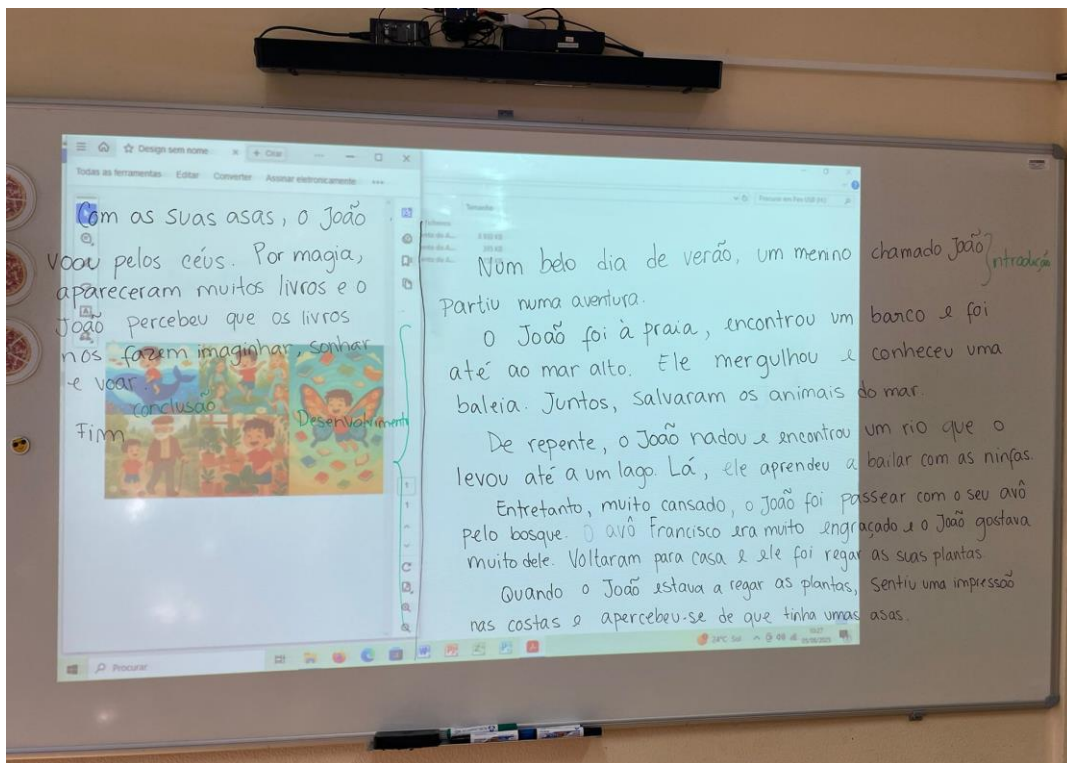 Design sem nome
+ Criar
Todas as ferramentas Editar Converter Assinar eletronicamente
Tamanho
Num belo dia de verão, um menino chamado João
Introdução
partiu numa aventura.
O João foi à praia, encontrou um barco e foi
até ao mar alto. Ele mergulhou e conheceu uma
baleia. Juntos, salvaram os animais do mar.
De repente, o João nadou e encontrou um rio que o
levou até a um lago. Lá, ele aprendeu a bailar com as ninfas.
Entretanto, muito cansado, o João foi passear com o seu avô
pelo bosque. O avô Francisco era muito engraçado e o João gostava
muito dele. Voltaram para casa e ele foi regar as suas plantas
Quando o João estava a regar as plantas, sentiu uma impressão
nas costas e apercebeu-se de que tinha umas asas.
Desenvolvimento
Com as suas asas, o João
voou pelos céus. Por magia,
apareceram muitos livros e o
João percebeu que os livros
nos fazem imaginhar, sonhar
e voar.
conclusão
Fim
1
1
Procurar
24°C Sol